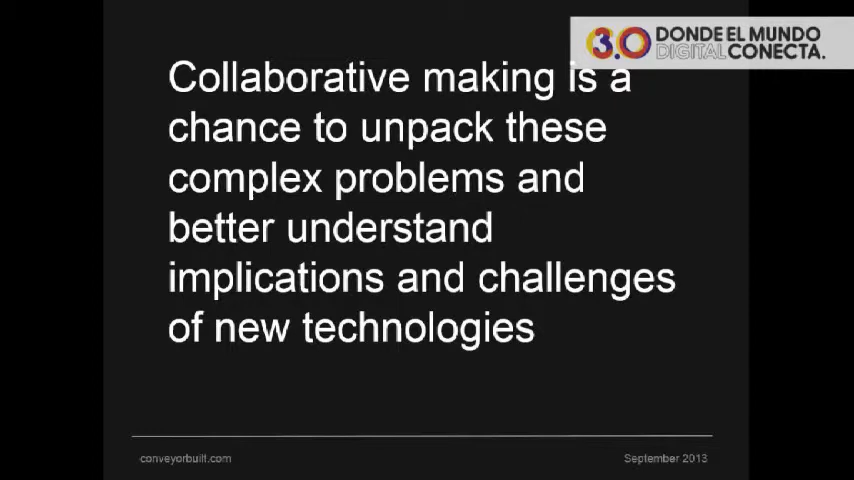 3.0 DONDE EL MUNDO
DIGITAL CONECTA.
Collaborative making is a
chance to unpack these
complex problems and
better understand
implications and challenges
of new technologies
conveyorbuilt.com
September 2013